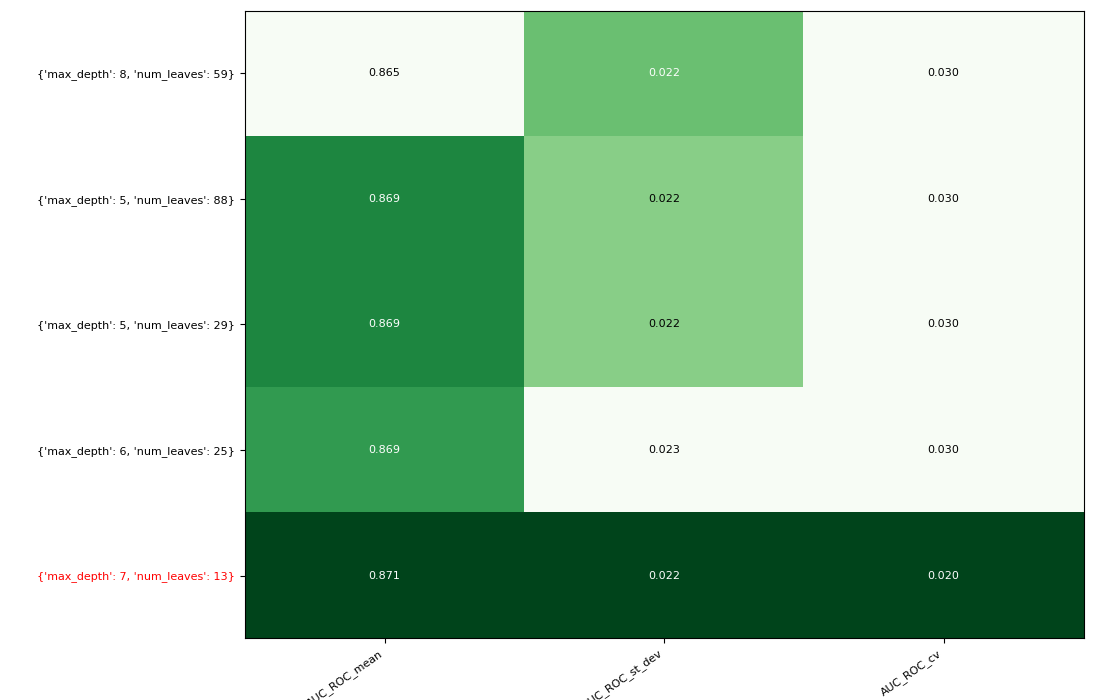 {'max_depth': 8, 'num_leaves': 59} 0.865 0.022 0.030
{'max_depth': 5, 'num_leaves': 88} 0.869 0.022 0.030
{'max_depth': 5, 'num_leaves': 29} 0.869 0.022 0.030
{'max_depth': 6, 'num_leaves': 25} 0.869 0.023 0.030
{'max_depth': 7, 'num_leaves': 13} 0.871 0.022 0.020
AUC_ROC_mean UC_ROC_st_dev AUC_ROC_cv